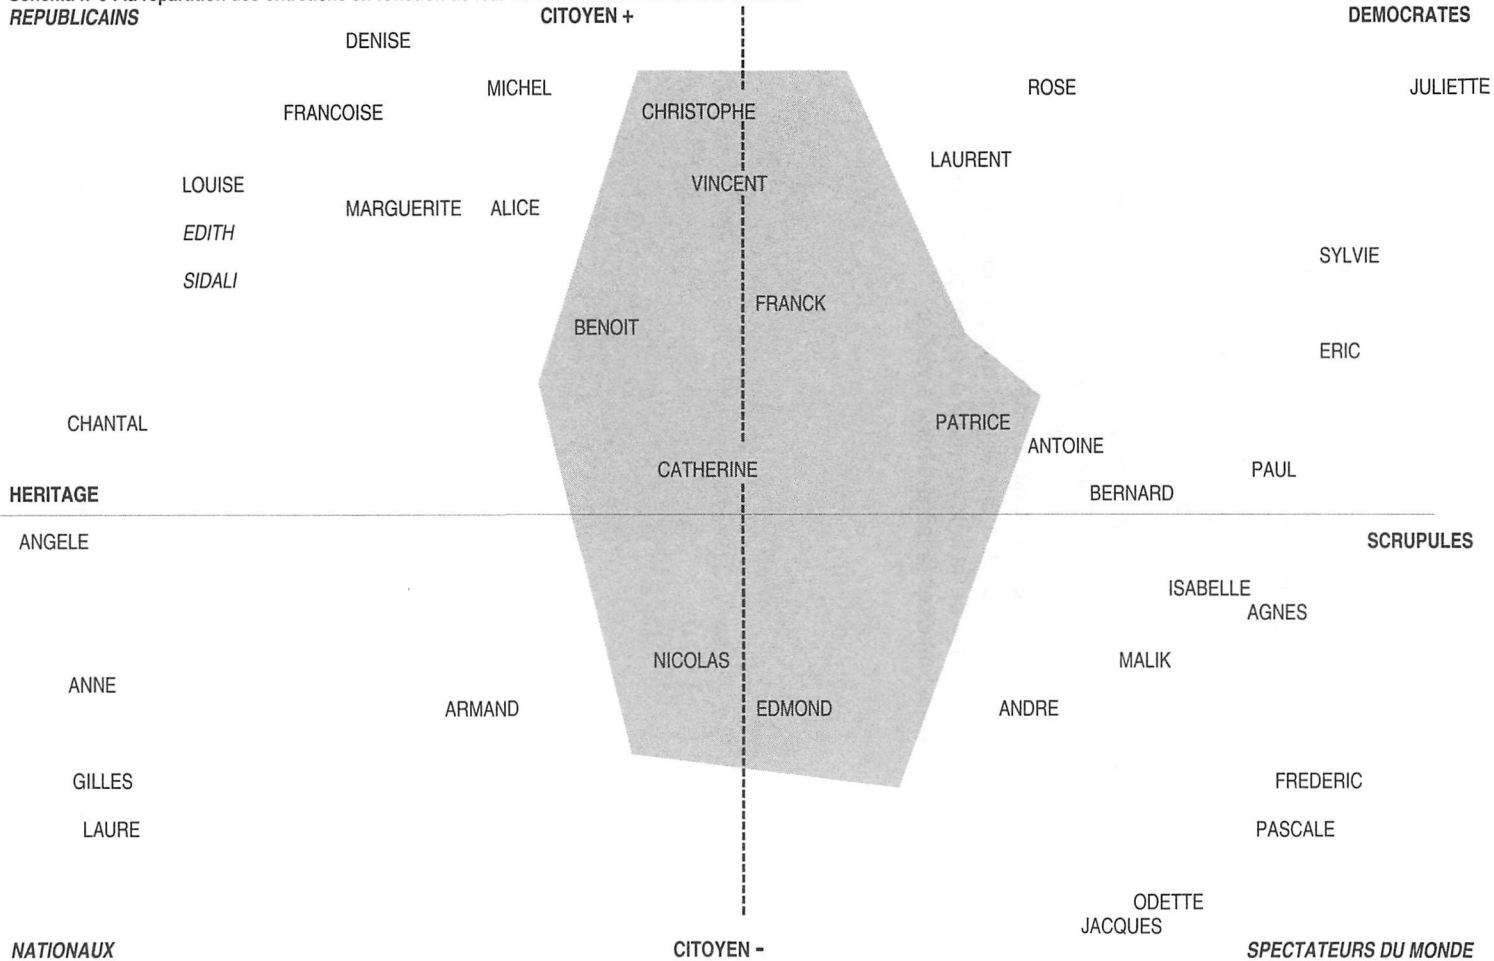 REPUBLICAINS CITOYEN + DEMOCRATES
DENISE
MICHEL ROSE JULIETTE
FRANCOISE CHRISTOPHE
LAURENT
LOUISE VINCENT
MARGUERITE ALICE
EDITH
SYLVIE
SIDALI
FRANCK
BENOIT
ERIC
CHANTAL PATRICE
ANTOINE
CATHERINE PAUL
HERITAGE BERNARD
ANGELE SCRUPULES
ISABELLE
AGNES
NICOLAS MALIK
ANNE
ARMAND EDMOND ANDRE
GILLES FREDERIC
LAURE PASCALE
ODETTE
JACQUES
NATIONAUX CITOYEN - SPECTATEURS DU MONDE